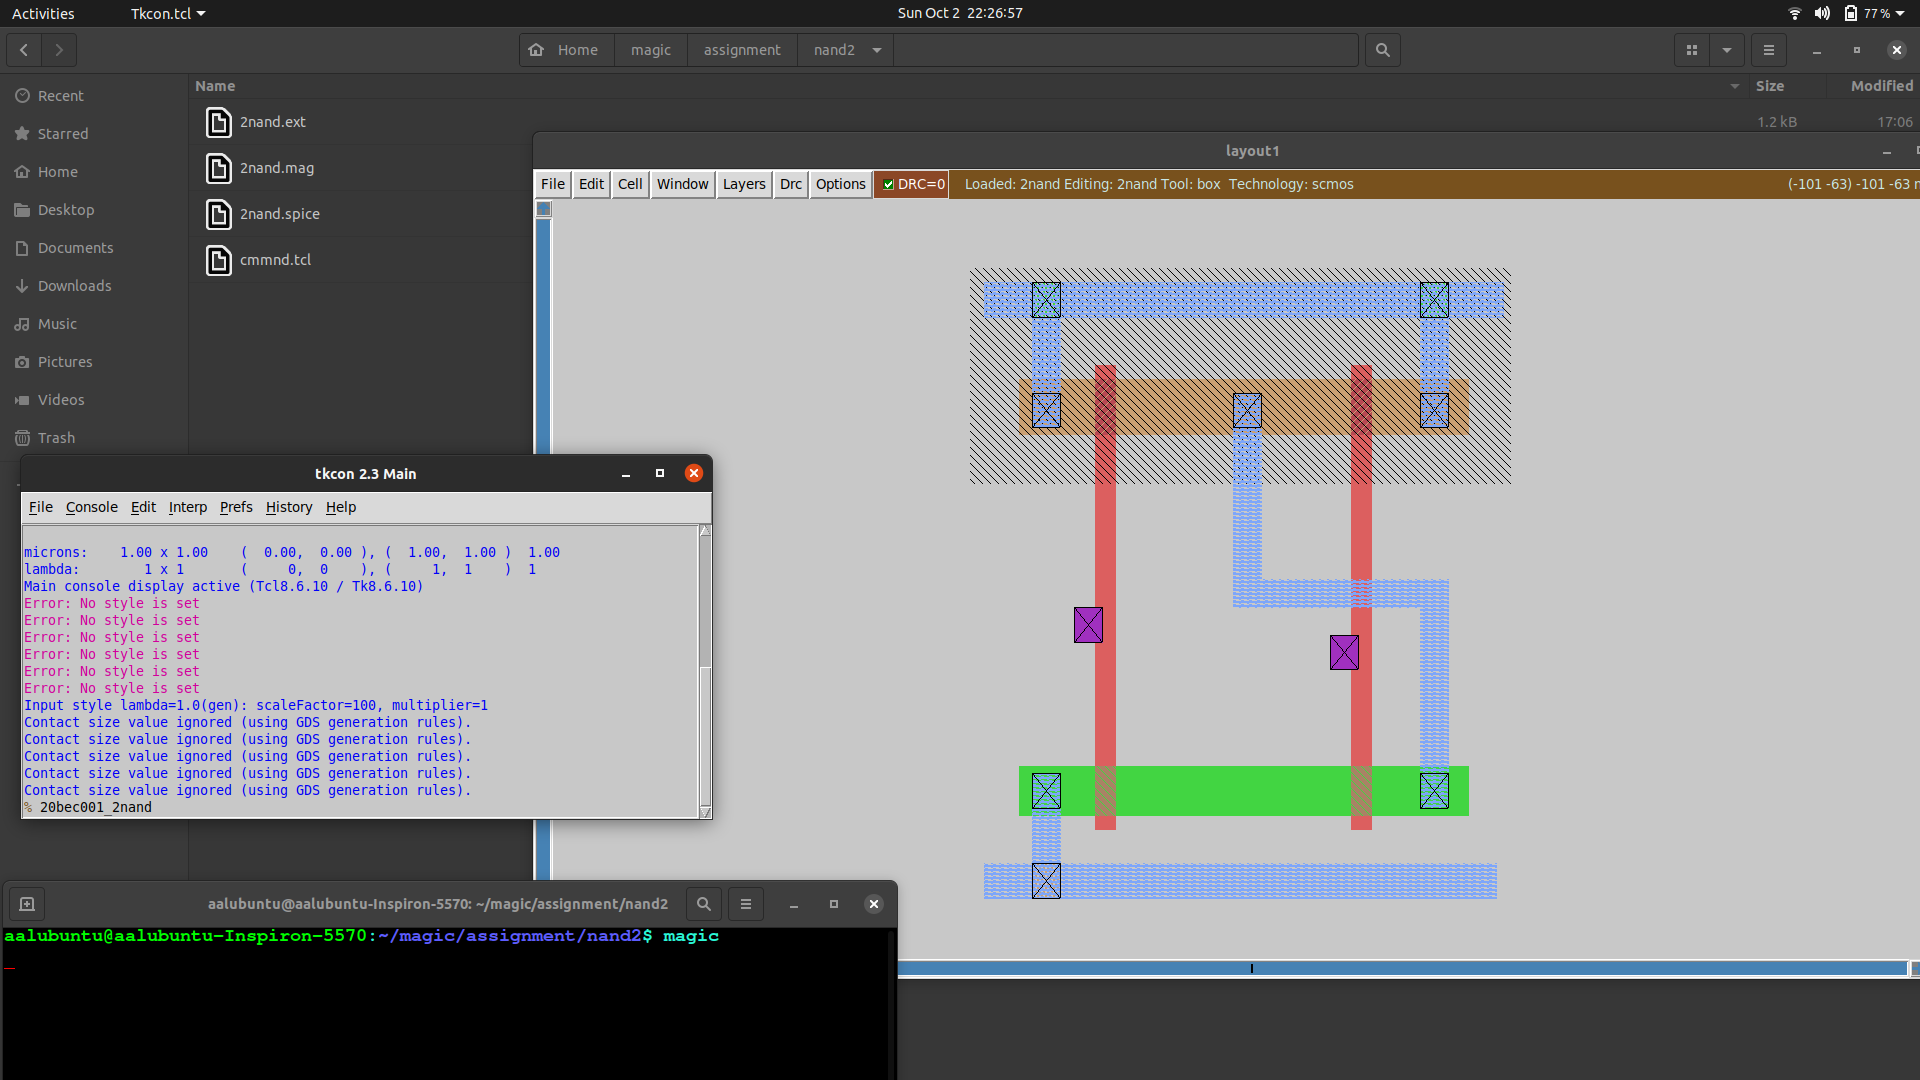 Activities
Tkcon.tcl
Sun Oct 2 22:26:57
77 %
Home
magic
assignment
nand2
Name
Size
Modified
Recent
Starred
Home
Desktop
Documents
Downloads
Music
Pictures
Videos
Trash
2nand.ext
1.2 kB
17:06
2nand.mag
2nand.spice
cmmnd.tcl
layout1
File Edit Cell Window Layers Drc Options DRC=0 Loaded: 2nand Editing: 2nand Tool: box Technology: scmos (-101 -63) -101 -63
tkcon 2.3 Main
File Console Edit Interp Prefs History Help
microns: 1.00 x 1.00 ( 0.00, 0.00 ), ( 1.00, 1.00 ) 1.00
lambda: 1 x 1 ( 0, 0 ), ( 1, 1 ) 1
Main console display active (Tcl8.6.10 / Tk8.6.10)
Error: No style is set
Error: No style is set
Error: No style is set
Error: No style is set
Error: No style is set
Error: No style is set
Input style lambda=1.0(gen): scaleFactor=100, multiplier=1
Contact size value ignored (using GDS generation rules).
Contact size value ignored (using GDS generation rules).
Contact size value ignored (using GDS generation rules).
Contact size value ignored (using GDS generation rules).
Contact size value ignored (using GDS generation rules).
% 20bec001_2nand
aalubuntu@aalubuntu-Inspiron-5570: ~/magic/assignment/nand2
aalubuntu@aalubuntu-Inspiron-5570:~/magic/assignment/nand2$ magic